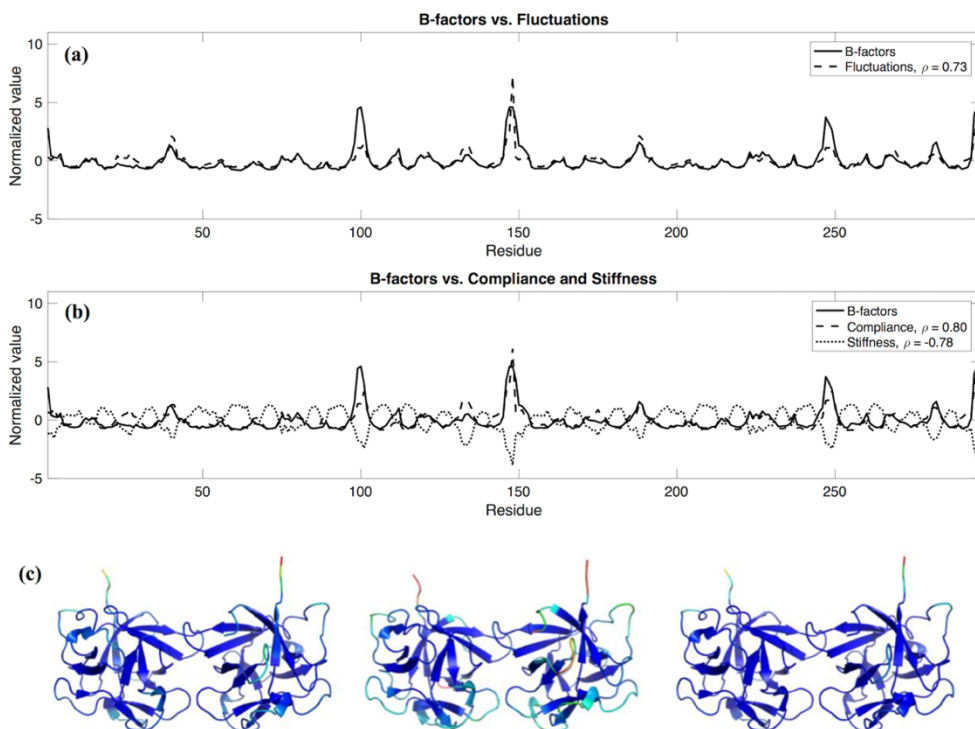 B-factors vs. Fluctuations
(a)
B-factors
Fluctuations, ρ = 0.73
Normalized value
10
5
0
-5
50
100
150
200
250
Residue
B-factors vs. Compliance and Stiffness
(b)
B-factors
Compliance, ρ = 0.80
Stiffness, ρ = -0.78
Normalized value
10
5
0
-5
50
100
150
200
250
Residue
(c)